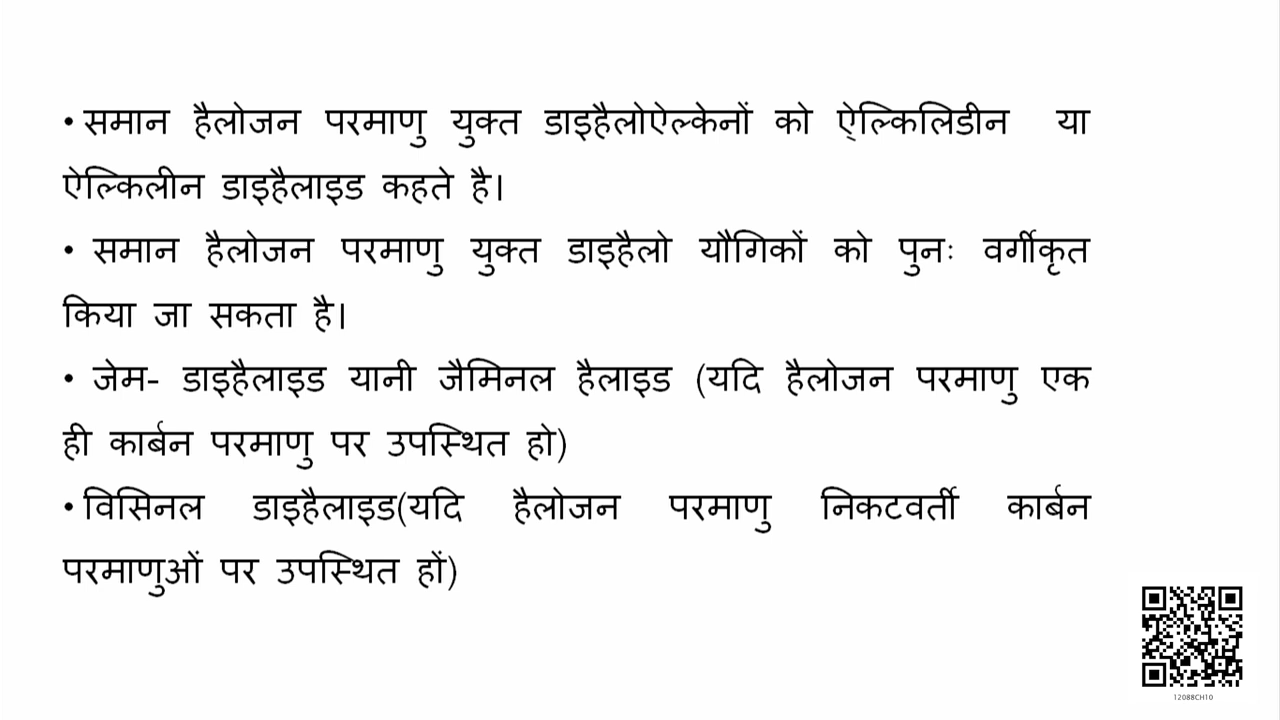 • समान हैलोजन परमाणु युक्त डाइहैलोऐल्केनों को ऐ्ल्किलिडीन या
ऐल्किलीन डाइहैलाइड कहते है।
• समान हैलोजन परमाणु युक्त डाइहैलो यौगिकों को पुनः वर्गीकृत
किया जा सकता है।
• जेम- डाइहैलाइड यानी जैमिनल हैलाइड (यदि हैलोजन परमाणु एक
ही कार्बन परमाणु पर उपस्थित हो)
• विसिनल डाइहैलाइड(यदि हैलोजन परमाणु निकटवर्ती कार्बन
परमाणुओं पर उपस्थित हों)
12088CH10